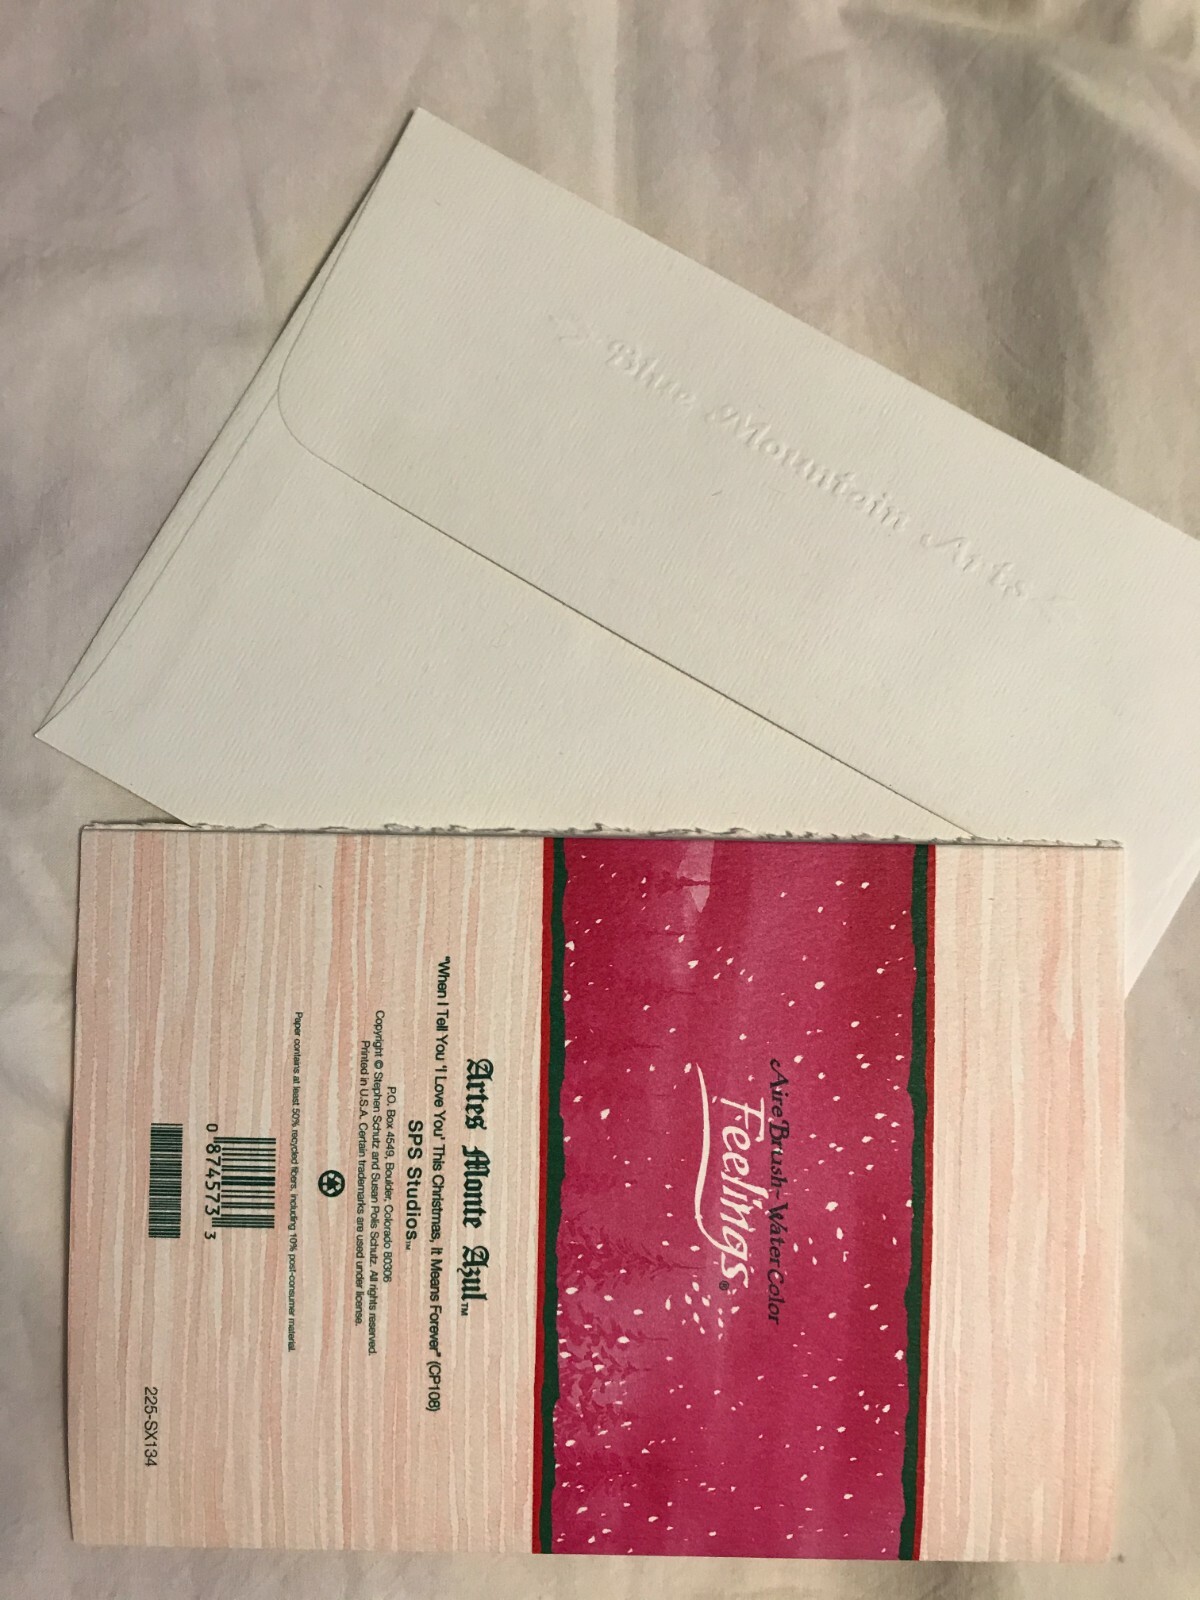 Blue Mountain Arts
AireBrush~WaterColor
Feelings®
Artes Monte Azul™
"When I Tell You 'I Love You' This Christmas, It Means Forever" (CP108)
SPS Studios™
P.O. Box 4549, Boulder, Colorado 80306
Copyright © Stephen Schutz and Susan Polis Schutz. All rights reserved.
Printed in U.S.A. Certain trademarks are used under license.
Paper contains at least 50% recycled fibers, including 10% post-consumer material.
0 874573 3
225-SX134